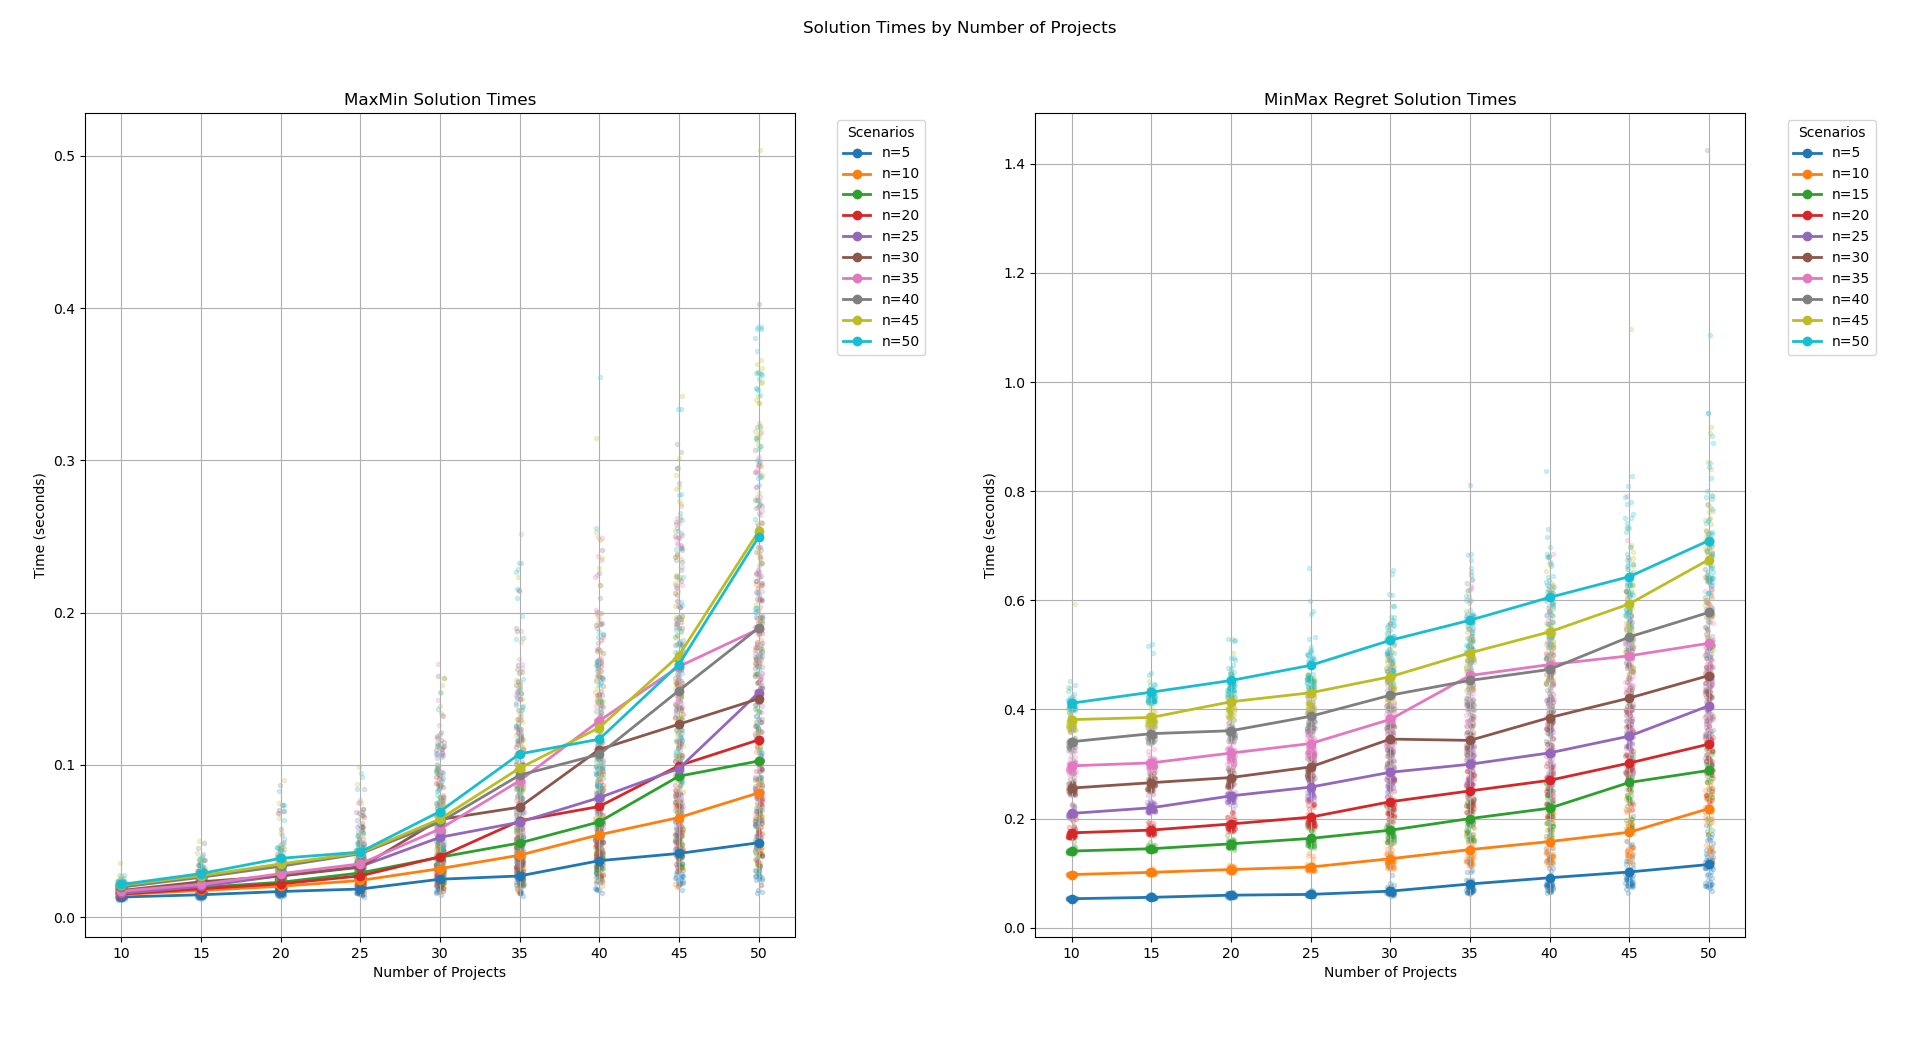 Solution Times by Number of Projects
MaxMin Solution Times
Time (seconds)
0.5
0.4
0.3
0.2
0.1
0.0
10 15 20 25 30 35 40 45 50
Number of Projects
Scenarios
n=5
n=10
n=15
n=20
n=25
n=30
n=35
n=40
n=45
n=50
MinMax Regret Solution Times
Time (seconds)
1.4
1.2
1.0
0.8
0.6
0.4
0.2
0.0
10 15 20 25 30 35 40 45 50
Number of Projects
Scenarios
n=5
n=10
n=15
n=20
n=25
n=30
n=35
n=40
n=45
n=50